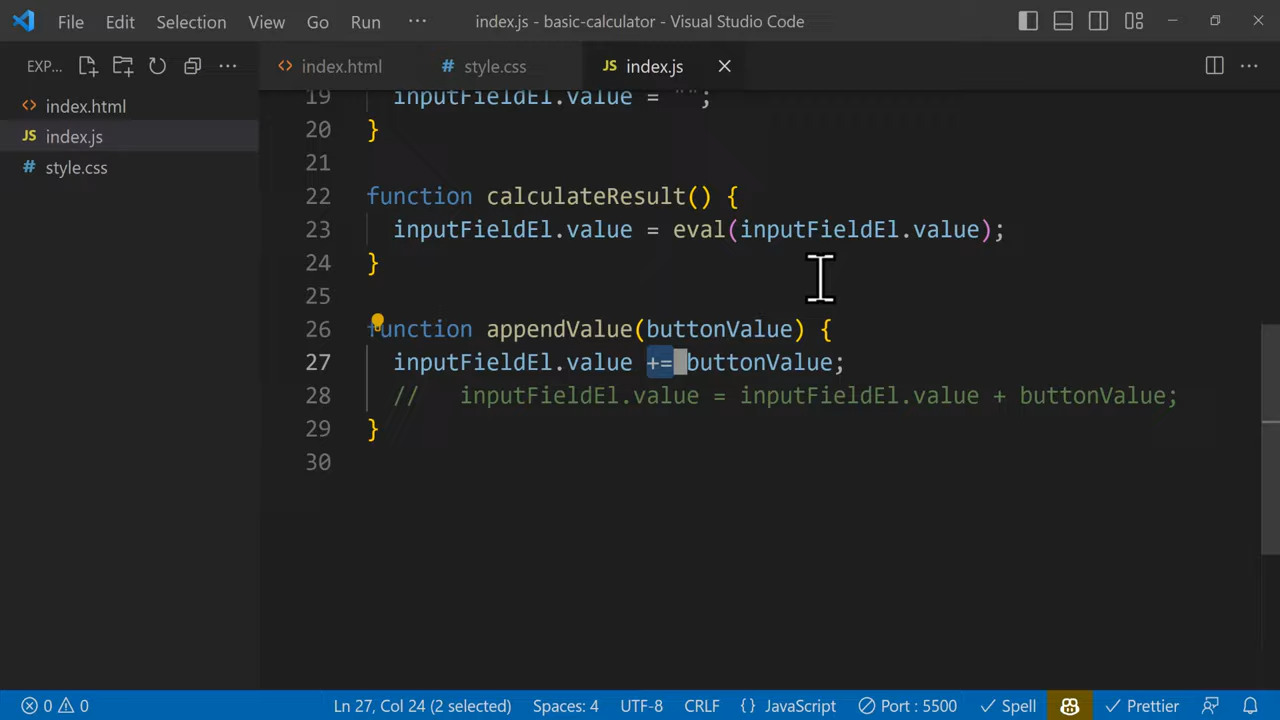 File Edit Selection View Go Run ··· index.js - basic-calculator - Visual Studio Code
EXP... ··· index.html style.css JS index.js
index.html
JS index.js
style.css
19 inputFieldEl.value = "";
20 }
21
22 function calculateResult() {
23 inputFieldEl.value = eval(inputFieldEl.value);
24 }
25
26 function appendValue(buttonValue) {
27 inputFieldEl.value += buttonValue;
28 // inputFieldEl.value = inputFieldEl.value + buttonValue;
29 }
30
0 0 Ln 27, Col 24 (2 selected) Spaces: 4 UTF-8 CRLF {} JavaScript Port : 5500 Spell Prettier